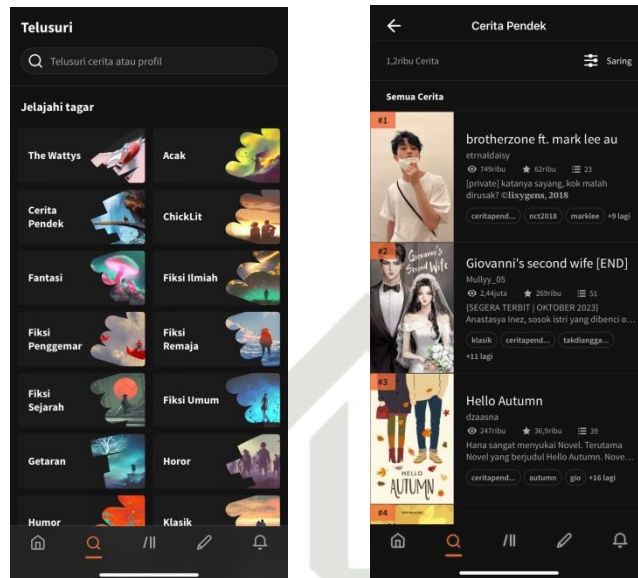 Telusuri
Telusuri cerita atau profil
Jelajahi tagar
The Wattys
Acak
Cerita
Pendek
ChickLit
Fantasi
Fiksi Ilmiah
Fiksi
Penggemar
Fiksi
Remaja
Fiksi
Sejarah
Fiksi Umum
Getaran
Horor
Humor
Klasik
Cerita Pendek
1,2ribu Cerita
Saring
Semua Cerita
#1
brotherzone ft. mark lee au
etrnaldaisy
749ribu 62ribu 23
[private] katanya sayang, kok malah
dirusak? ©lixygens, 2018
ceritapend... nct2018 marklee +9 lagi
#2
Giovanni's
Second Wife
Giovanni's second wife [END]
Mullyy_05
2,44juta 269ribu 51
{SEGERA TERBIT | OKTOBER 2023}
Anastasya Inez, sosok istri yang dibenci o...
klasik ceritapend... takdiangga...
+11 lagi
#3
HELLO
AUTUMN
Hello Autumn
dzaasna
247ribu 36,9ribu 39
Hana sangat menyukai Novel. Terutama
Novel yang berjudul Hello Autumn. Nove...
ceritapend... autumn gio +16 lagi
#4